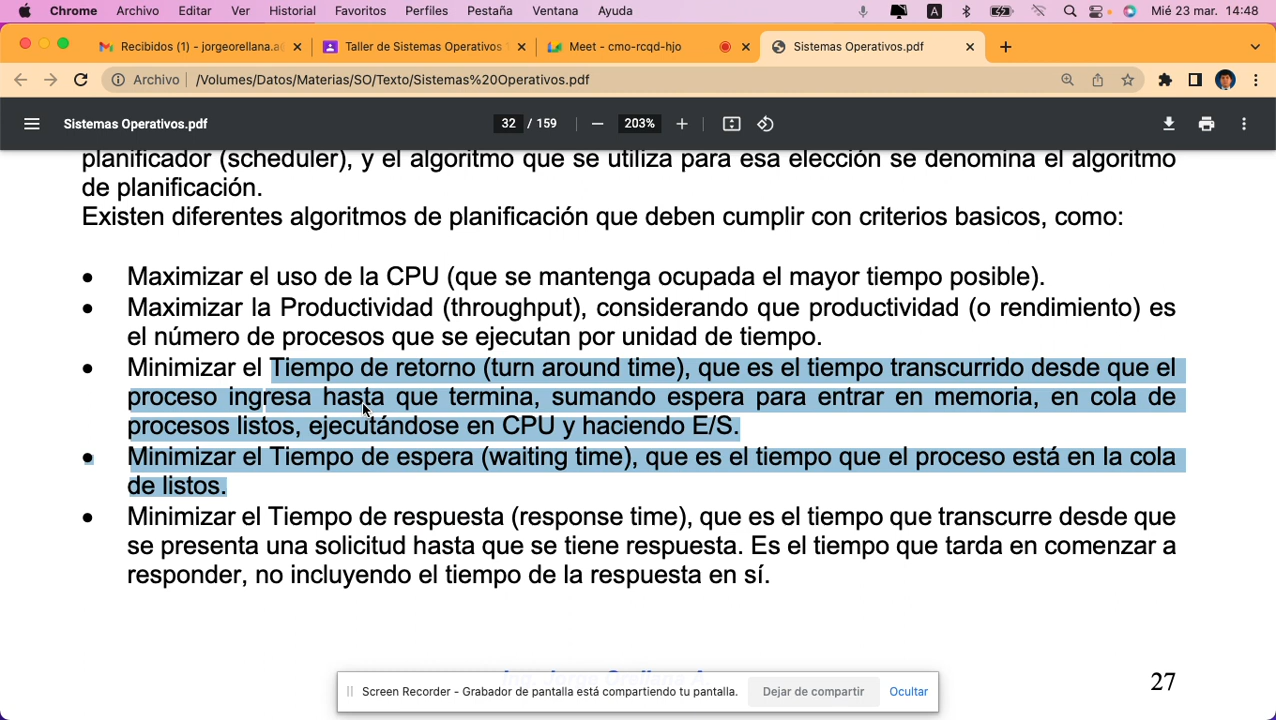 Chrome Archivo Editar Ver Historial Favoritos Perfiles Pestaña Ventana Ayuda A Mié 23 mar. 14:48
Recibidos (1) - jorgeorellana.a Taller de Sistemas Operativos Meet - cmo-rcqd-hjo Sistemas Operativos.pdf
Archivo /Volumes/Datos/Materias/SO/Texto/Sistemas%20Operativos.pdf
Sistemas Operativos.pdf 32 / 159 203%
planificador (scheduler), y el algoritmo que se utiliza para esa elección se denomina el algoritmo
de planificación.
Existen diferentes algoritmos de planificación que deben cumplir con criterios basicos, como:
• Maximizar el uso de la CPU (que se mantenga ocupada el mayor tiempo posible).
• Maximizar la Productividad (throughput), considerando que productividad (o rendimiento) es
el número de procesos que se ejecutan por unidad de tiempo.
• Minimizar el Tiempo de retorno (turn around time), que es el tiempo transcurrido desde que el
proceso ingresa hasta que termina, sumando espera para entrar en memoria, en cola de
procesos listos, ejecutándose en CPU y haciendo E/S.
• Minimizar el Tiempo de espera (waiting time), que es el tiempo que el proceso está en la cola
de listos.
• Minimizar el Tiempo de respuesta (response time), que es el tiempo que transcurre desde que
se presenta una solicitud hasta que se tiene respuesta. Es el tiempo que tarda en comenzar a
responder, no incluyendo el tiempo de la respuesta en sí.
Ing. Jorge Orellana A.
27
Screen Recorder - Grabador de pantalla está compartiendo tu pantalla. Dejar de compartir Ocultar